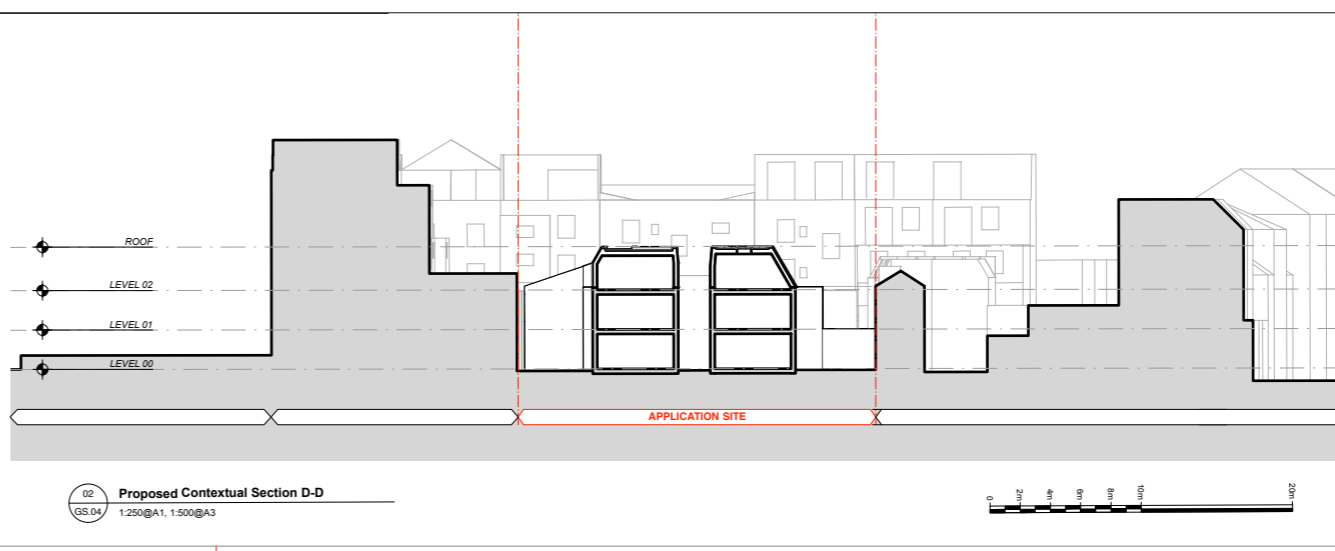 ROOF
LEVEL 02
LEVEL 01
LEVEL 00
APPLICATION SITE
02
GS.04
Proposed Contextual Section D-D
1:250@A1, 1:500@A3
0 2m 4m 6m 8m 10m 20m